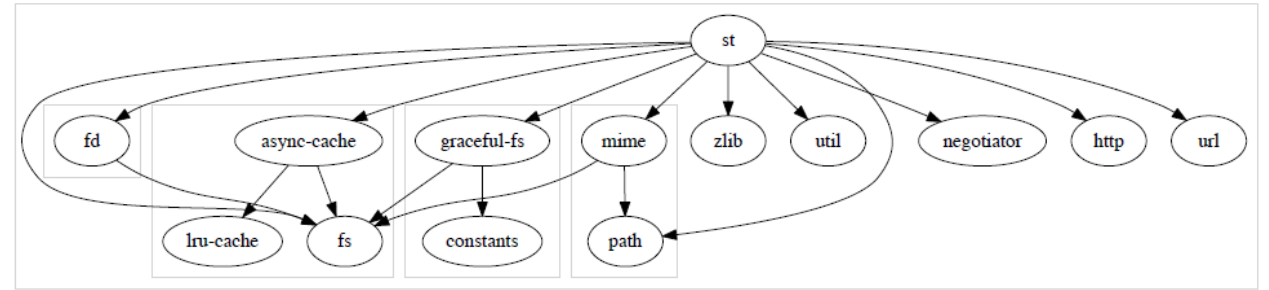 st
fd
async-cache
graceful-fs
mime
zlib
util
negotiator
http
url
lru-cache
fs
constants
path